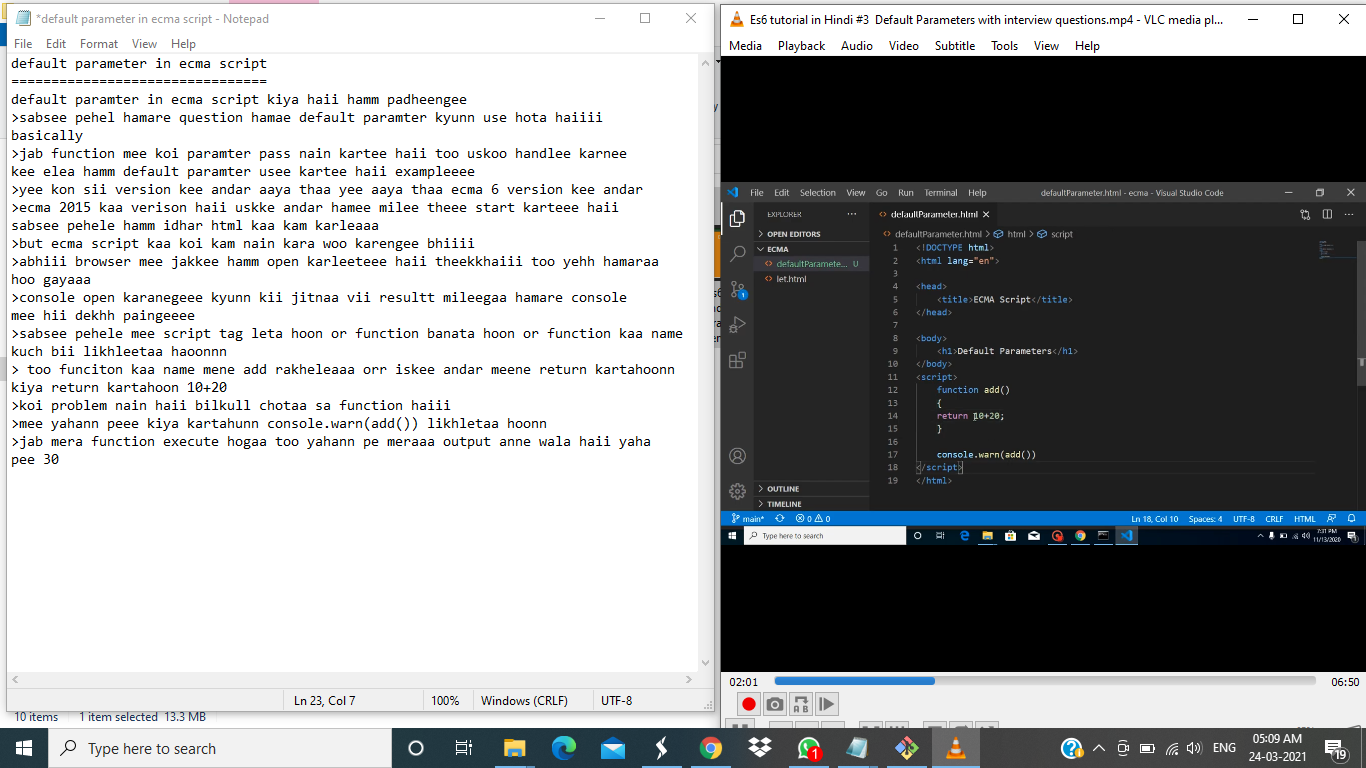 *default parameter in ecma script - Notepad
File Edit Format View Help
default parameter in ecma script
================================
default paramter in ecma script kiya haii hamm padheengee
>sabsee pehel hamare question hamae default paramter kyunn use hota haiiii
basically
>jab function mee koi paramter pass nain kartee haii too uskoo handlee karnee
kee elea hamm default paramter usee kartee haii exampleeee
>yee kon sii version kee andar aaya thaa yee aaya thaa ecma 6 version kee andar
>ecma 2015 kaa verison haii uskke andar hamee milee theee start karteee haii
sabsee pehele hamm idhar html kaa kam karleaaa
>but ecma script kaa koi kam nain kara woo karengee bhiiii
>abhiii browser mee jakkee hamm open karleeteee haii theekkhaiii too yehh hamaraa
hoo gayaaa
>console open karanegeee kyunn kii jitnaa vii resultt mileegaa hamare console
mee hii dekhh paingeeee
>sabsee pehele mee script tag leta hoon or function banata hoon or function kaa name
kuch bii likhleetaa haoonnn
> too funciton kaa name mene add rakheleaaa orr iskee andar meene return kartahoonn
kiya return kartahoon 10+20
>koi problem nain haii bilkull chotaa sa function haiii
>mee yahann peee kiya kartahunn console.warn(add()) likhletaa hoonn
>jab mera function execute hogaa too yahann pe meraaa output anne wala haii yaha
pee 30
Ln 23, Col 7 100% Windows (CRLF) UTF-8
10 items 1 item selected 13.3 MB
Es6 tutorial in Hindi #3 Default Parameters with interview questions.mp4 - VLC media pl...
Media Playback Audio Video Subtitle Tools View Help
File Edit Selection View Go Run Terminal Help defaultParameter.html - ecma - Visual Studio Code
EXPLORER
OPEN EDITORS
ECMA
defaultParamete... U
let.html
OUTLINE
TIMELINE
defaultParameter.html
defaultParameter.html > html > script
1 <!DOCTYPE html>
2 <html lang="en">
3
4 <head>
5 <title>ECMA Script</title>
6 </head>
7
8 <body>
9 <h1>Default Parameters</h1>
10 </body>
11 <script>
12 function add()
13 {
14 return 10+20;
15 }
16
17 console.warn(add())
18 </script>
19 </html>
main* 0 0 Ln 18, Col 10 Spaces: 4 UTF-8 CRLF HTML
Type here to search 7:31 PM
11/13/2020
02:01 06:50
Type here to search
1
ENG
05:09 AM
24-03-2021
19